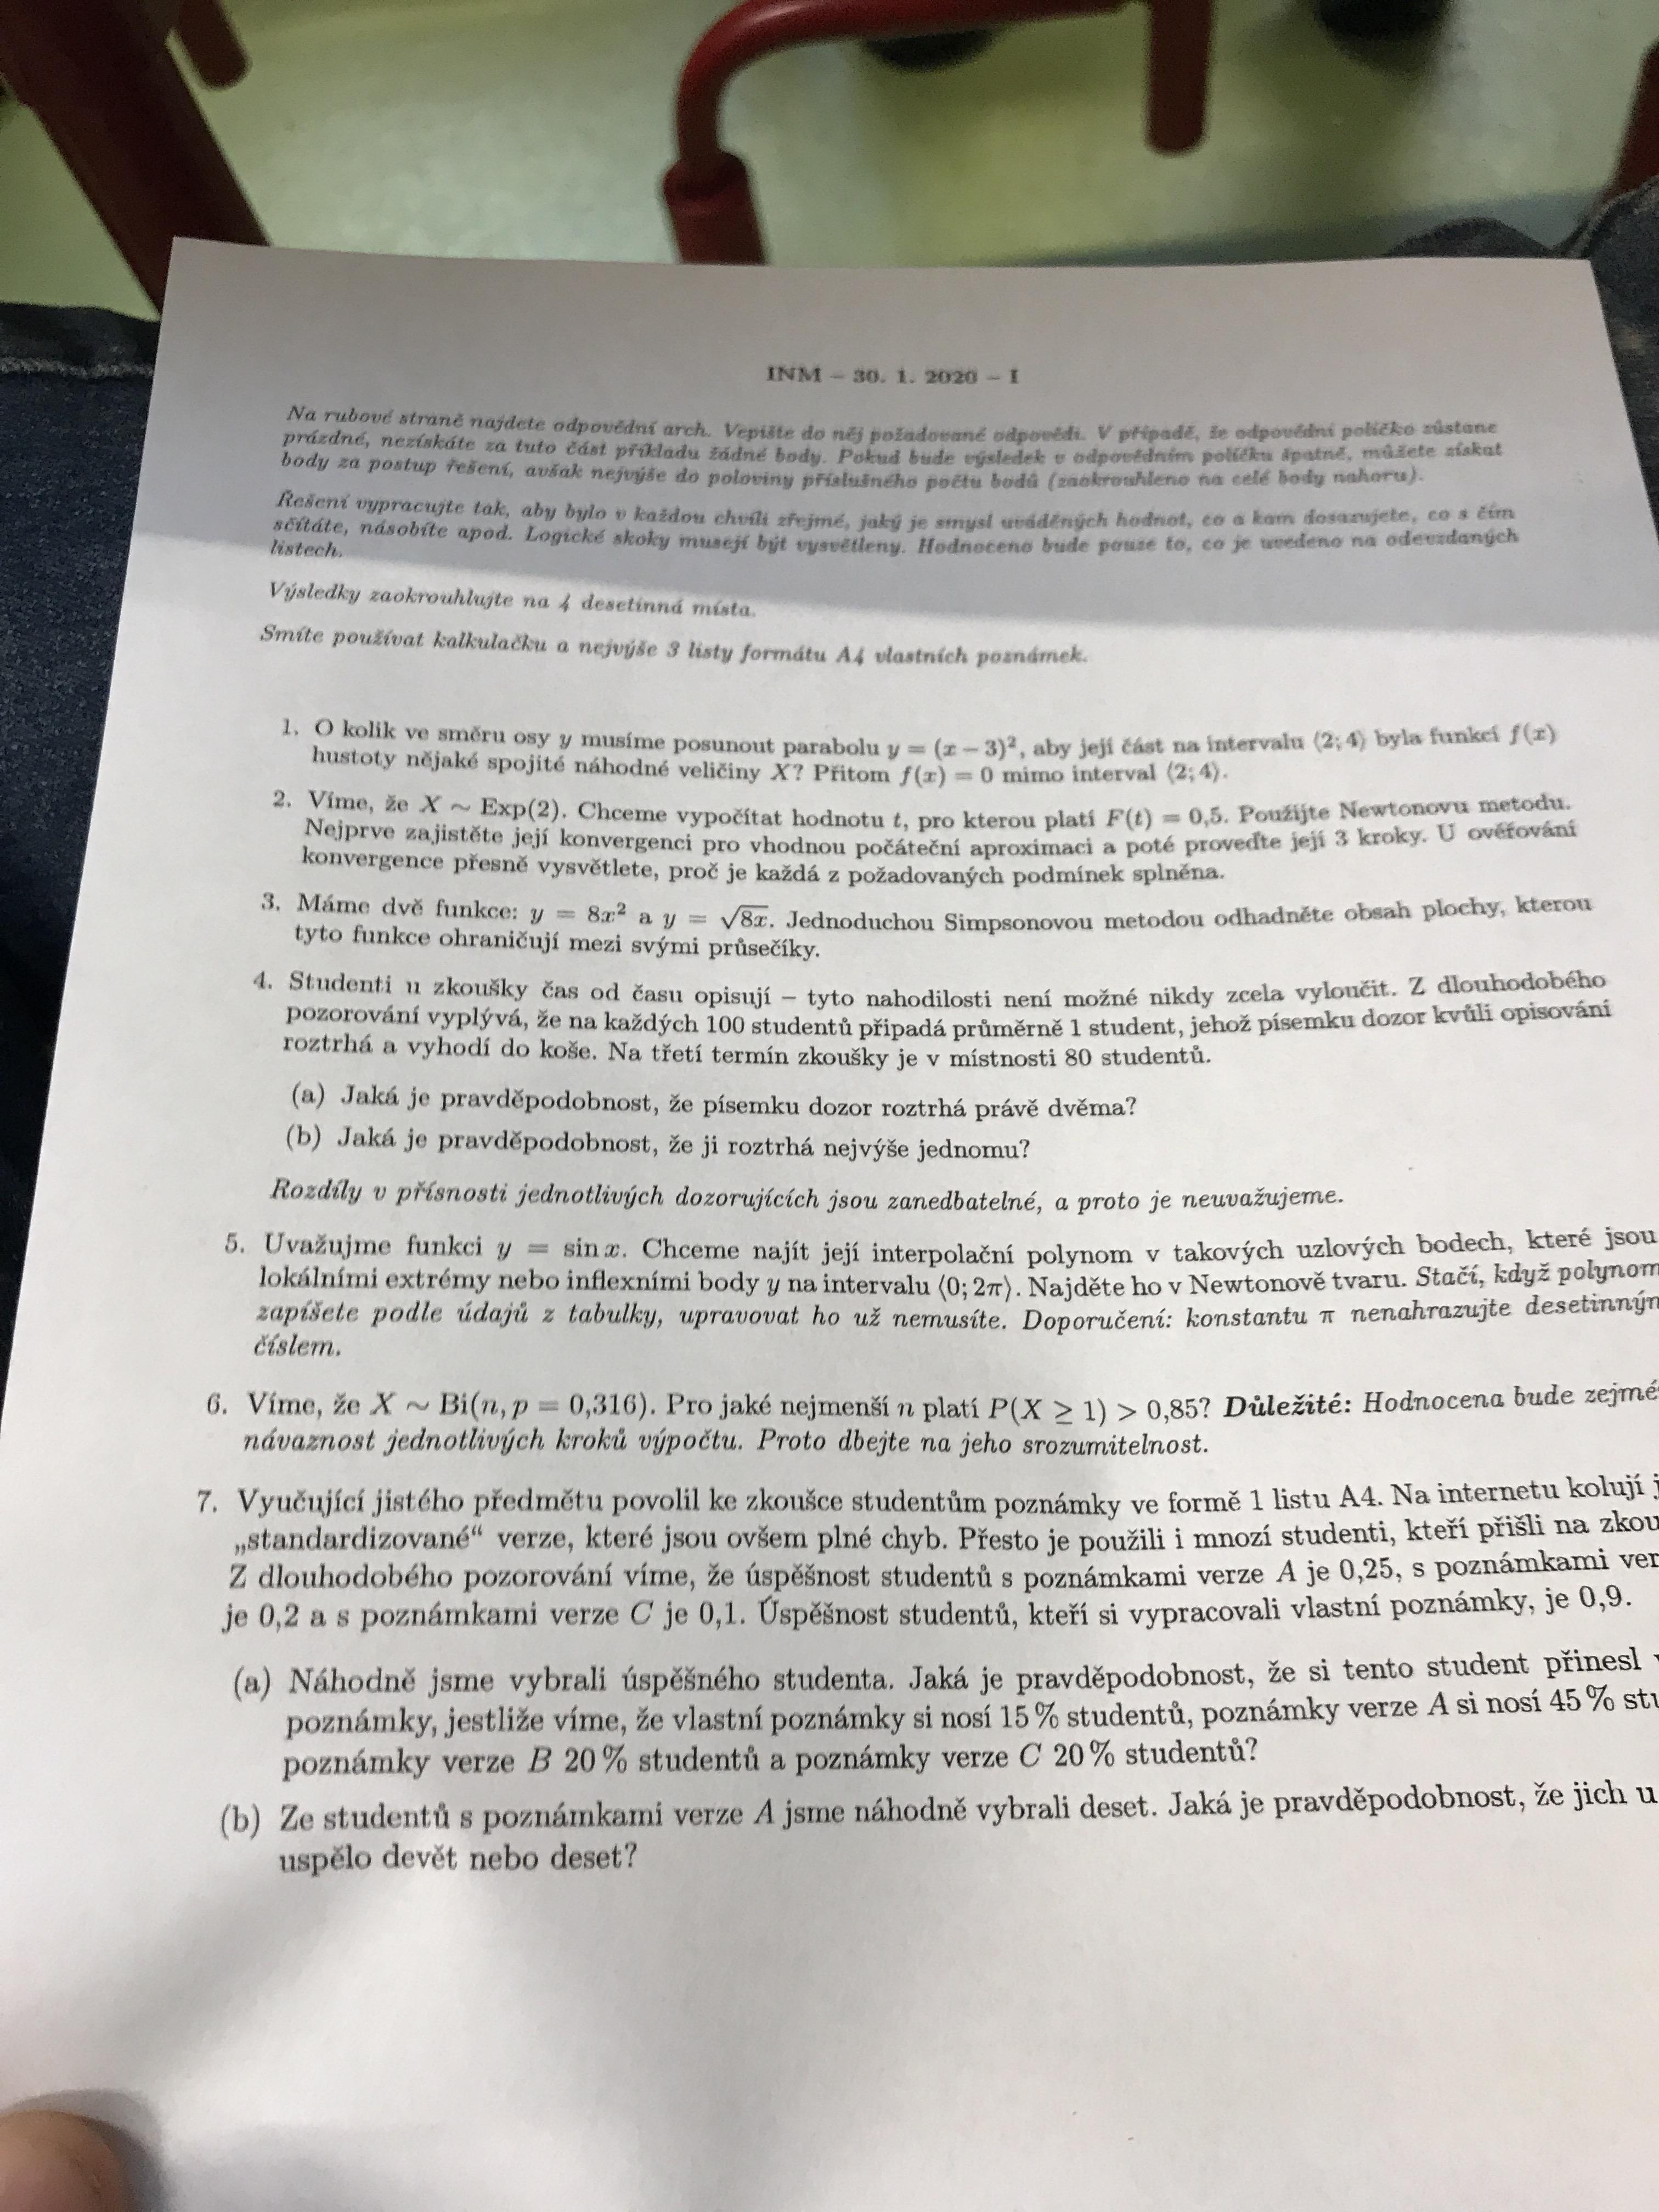 INM – 30. 1. 2020 – I
Na rubové straně najdete odpovědní arch. Vepište do něj požadované odpovědi. V případě, že odpovědní políčko zůstane
prázdné, nezískáte za tuto část příkladu žádné body. Pokud bude výsledek v odpovědním políčku špatně, můžete získat
body za postup řešení, avšak nejvýše do poloviny příslušného počtu bodů (zaokrouhleno na celé body nahoru).
Řešení vypracujte tak, aby bylo v každou chvíli zřejmé, jaký je smysl uváděných hodnot, co a kam dosazujete, co s čím
sčítáte, násobíte apod. Logické skoky musejí být vysvětleny. Hodnoceno bude pouze to, co je uvedeno na odevzdaných
listech.
Výsledky zaokrouhlujte na 4 desetinná místa.
Smíte používat kalkulačku a nejvýše 3 listy formátu A4 vlastních poznámek.
1. O kolik ve směru osy y musíme posunout parabolu y = (x − 3)², aby její část na intervalu ⟨2; 4⟩ byla funkcí f(x)
hustoty nějaké spojité náhodné veličiny X? Přitom f(x) = 0 mimo interval ⟨2; 4⟩.
2. Víme, že X ∼ Exp(2). Chceme vypočítat hodnotu t, pro kterou platí F(t) = 0,5. Použijte Newtonovu metodu.
Nejprve zajistěte její konvergenci pro vhodnou počáteční aproximaci a poté proveďte její 3 kroky. U ověřování
konvergence přesně vysvětlete, proč je každá z požadovaných podmínek splněna.
3. Máme dvě funkce: y = 8x² a y = √8x. Jednoduchou Simpsonovou metodou odhadněte obsah plochy, kterou
tyto funkce ohraničují mezi svými průsečíky.
4. Studenti u zkoušky čas od času opisují – tyto nahodilosti není možné nikdy zcela vyloučit. Z dlouhodobého
pozorování vyplývá, že na každých 100 studentů připadá průměrně 1 student, jehož písemku dozor kvůli opisování
roztrhá a vyhodí do koše. Na třetí termín zkoušky je v místnosti 80 studentů.
(a) Jaká je pravděpodobnost, že písemku dozor roztrhá právě dvěma?
(b) Jaká je pravděpodobnost, že ji roztrhá nejvýše jednomu?
Rozdíly v přísnosti jednotlivých dozorujících jsou zanedbatelné, a proto je neuvažujeme.
5. Uvažujme funkci y = sin x. Chceme najít její interpolační polynom v takových uzlových bodech, které jsou
lokálními extrémy nebo inflexními body y na intervalu ⟨0; 2π⟩. Najděte ho v Newtonově tvaru. Stačí, když polynom
zapíšete podle údajů z tabulky, upravovat ho už nemusíte. Doporučení: konstantu π nenahrazujte desetinným
číslem.
6. Víme, že X ∼ Bi(n, p = 0,316). Pro jaké nejmenší n platí P(X ≥ 1) > 0,85? Důležité: Hodnocena bude zejmé
návaznost jednotlivých kroků výpočtu. Proto dbejte na jeho srozumitelnost.
7. Vyučující jistého předmětu povolil ke zkoušce studentům poznámky ve formě 1 listu A4. Na internetu kolují j
„standardizované“ verze, které jsou ovšem plné chyb. Přesto je použili i mnozí studenti, kteří přišli na zkou
Z dlouhodobého pozorování víme, že úspěšnost studentů s poznámkami verze A je 0,25, s poznámkami ver
je 0,2 a s poznámkami verze C je 0,1. Úspěšnost studentů, kteří si vypracovali vlastní poznámky, je 0,9.
(a) Náhodně jsme vybrali úspěšného studenta. Jaká je pravděpodobnost, že si tento student přinesl v
poznámky, jestliže víme, že vlastní poznámky si nosí 15 % studentů, poznámky verze A si nosí 45 % stu
poznámky verze B 20 % studentů a poznámky verze C 20 % studentů?
(b) Ze studentů s poznámkami verze A jsme náhodně vybrali deset. Jaká je pravděpodobnost, že jich u
uspělo devět nebo deset?